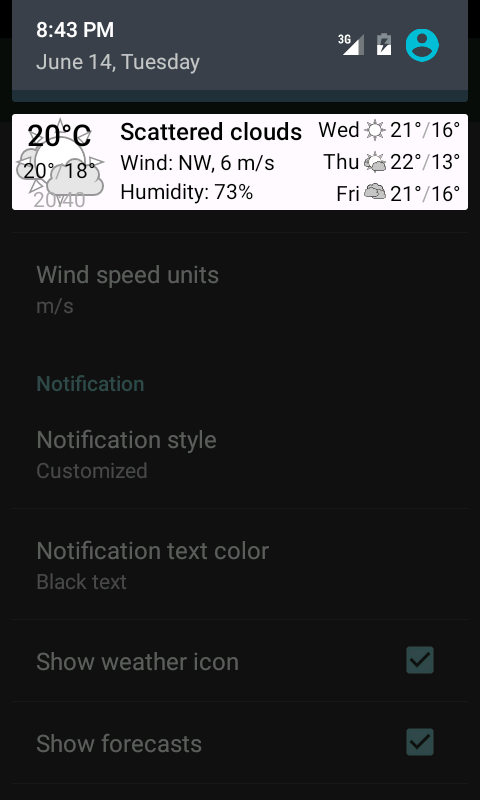 8:43 PM
June 14, Tuesday
3G
20°C
20° 18°
20:40
Scattered clouds
Wind: NW, 6 m/s
Humidity: 73%
Wed 21°/16°
Thu 22°/13°
Fri 21°/16°
Wind speed units
m/s
Notification
Notification style
Customized
Notification text color
Black text
Show weather icon
Show forecasts